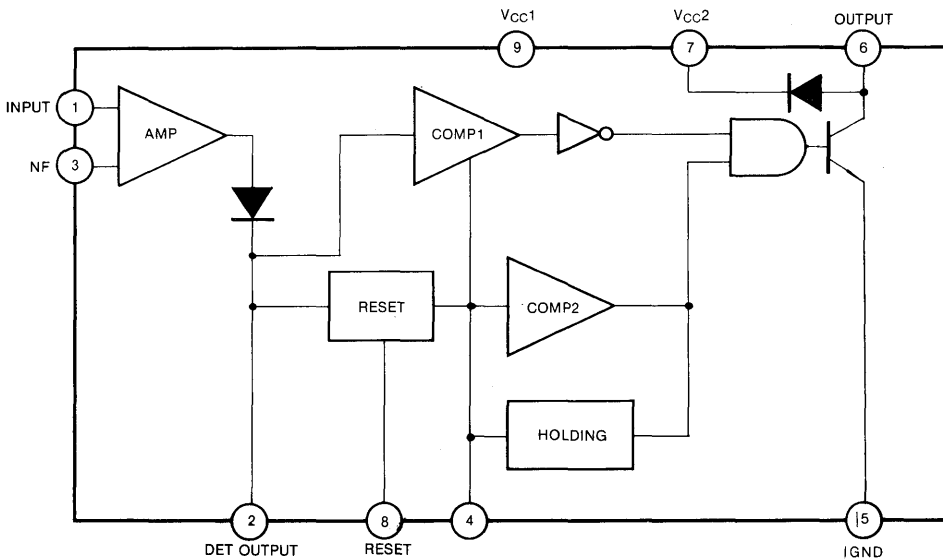 VCC1
VCC2
OUTPUT
9
7
6
INPUT
1
AMP
COMP1
NF
3
RESET
COMP2
HOLDING
2
8
4
5
DET OUTPUT
RESET
IGND